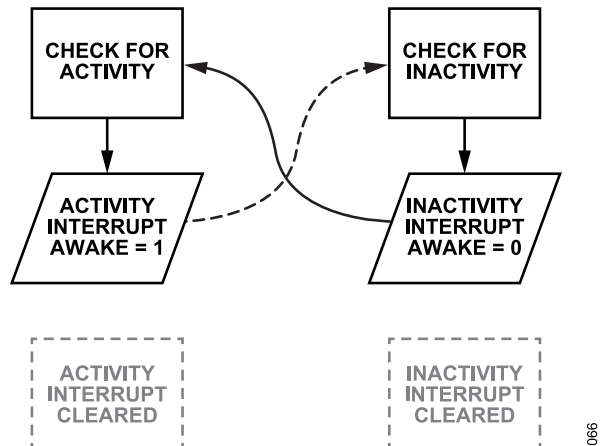 CHECK FOR
ACTIVITY
CHECK FOR
INACTIVITY
ACTIVITY
INTERRUPT
AWAKE = 1
INACTIVITY
INTERRUPT
AWAKE = 0
ACTIVITY
INTERRUPT
CLEARED
INACTIVITY
INTERRUPT
CLEARED
066